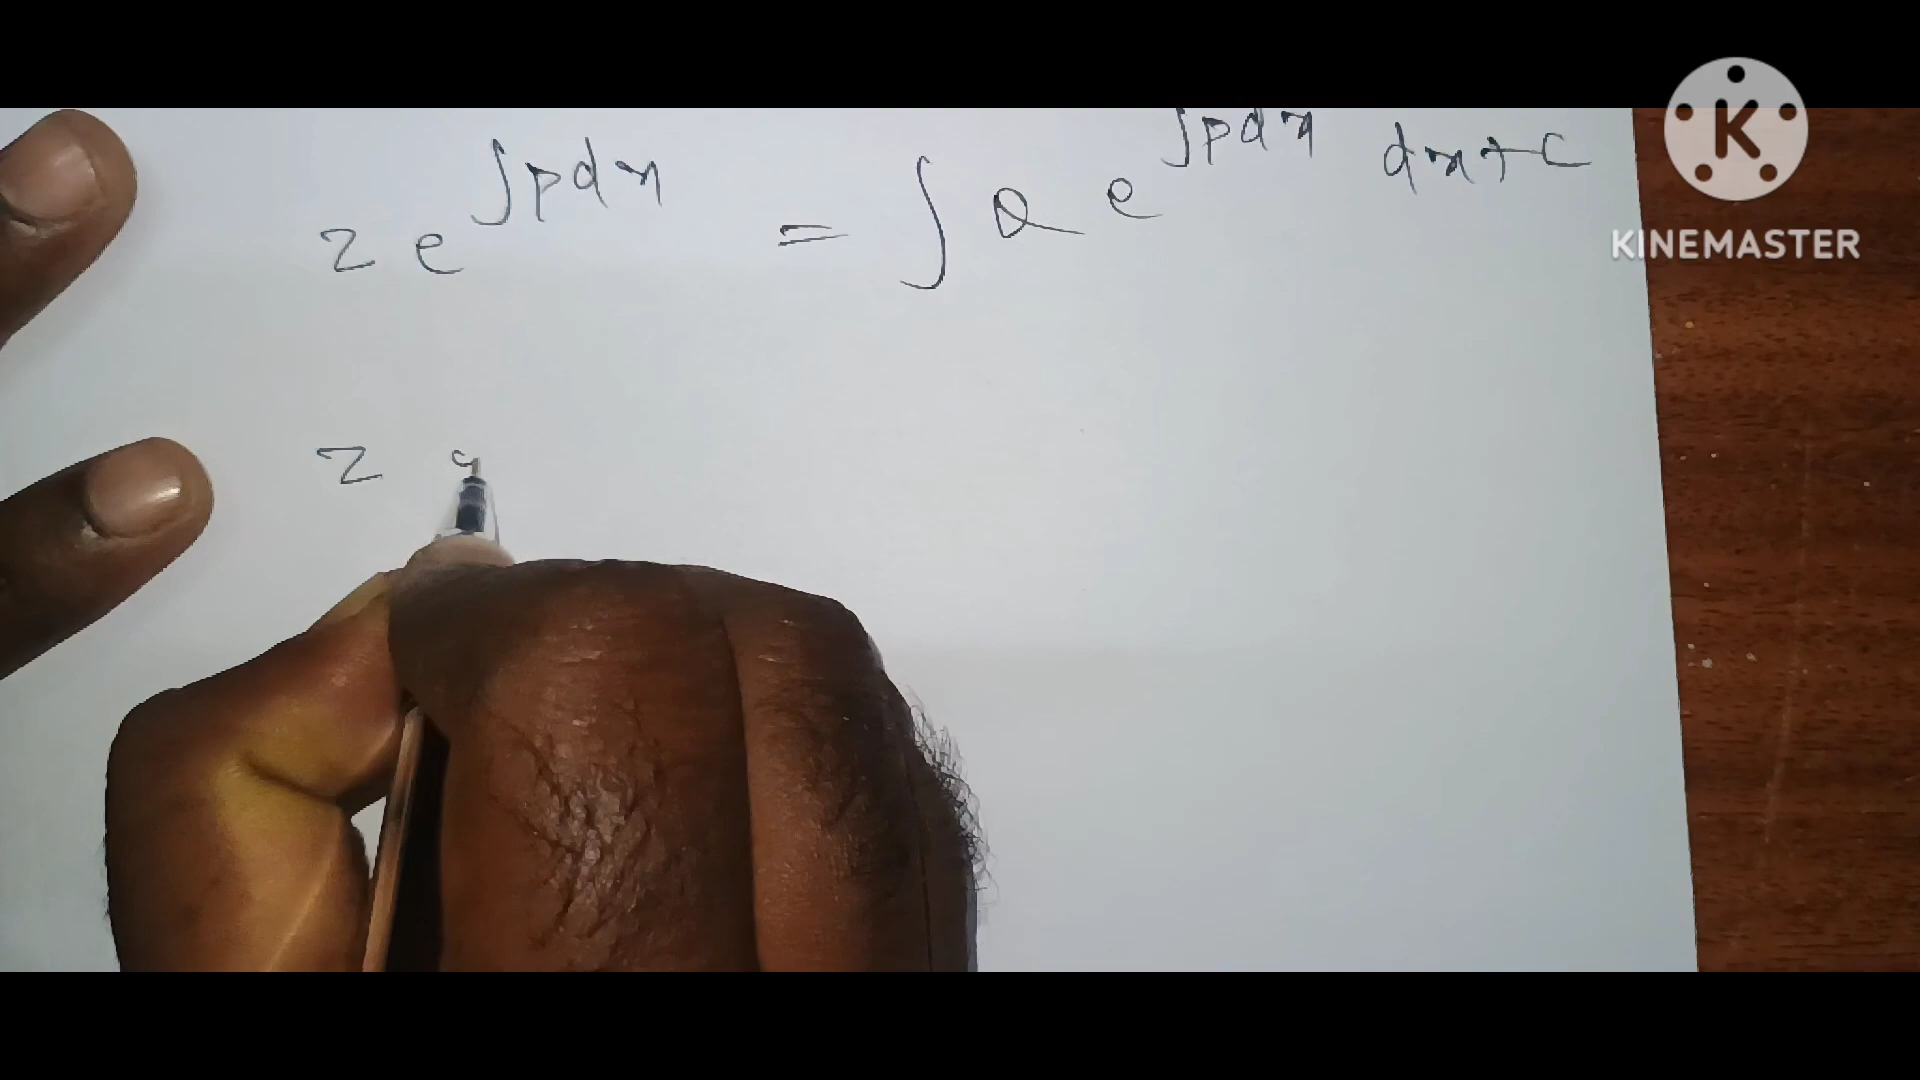 z e^∫pdx = ∫ Q e^∫pdx dx + c
z
K
KINEMASTER